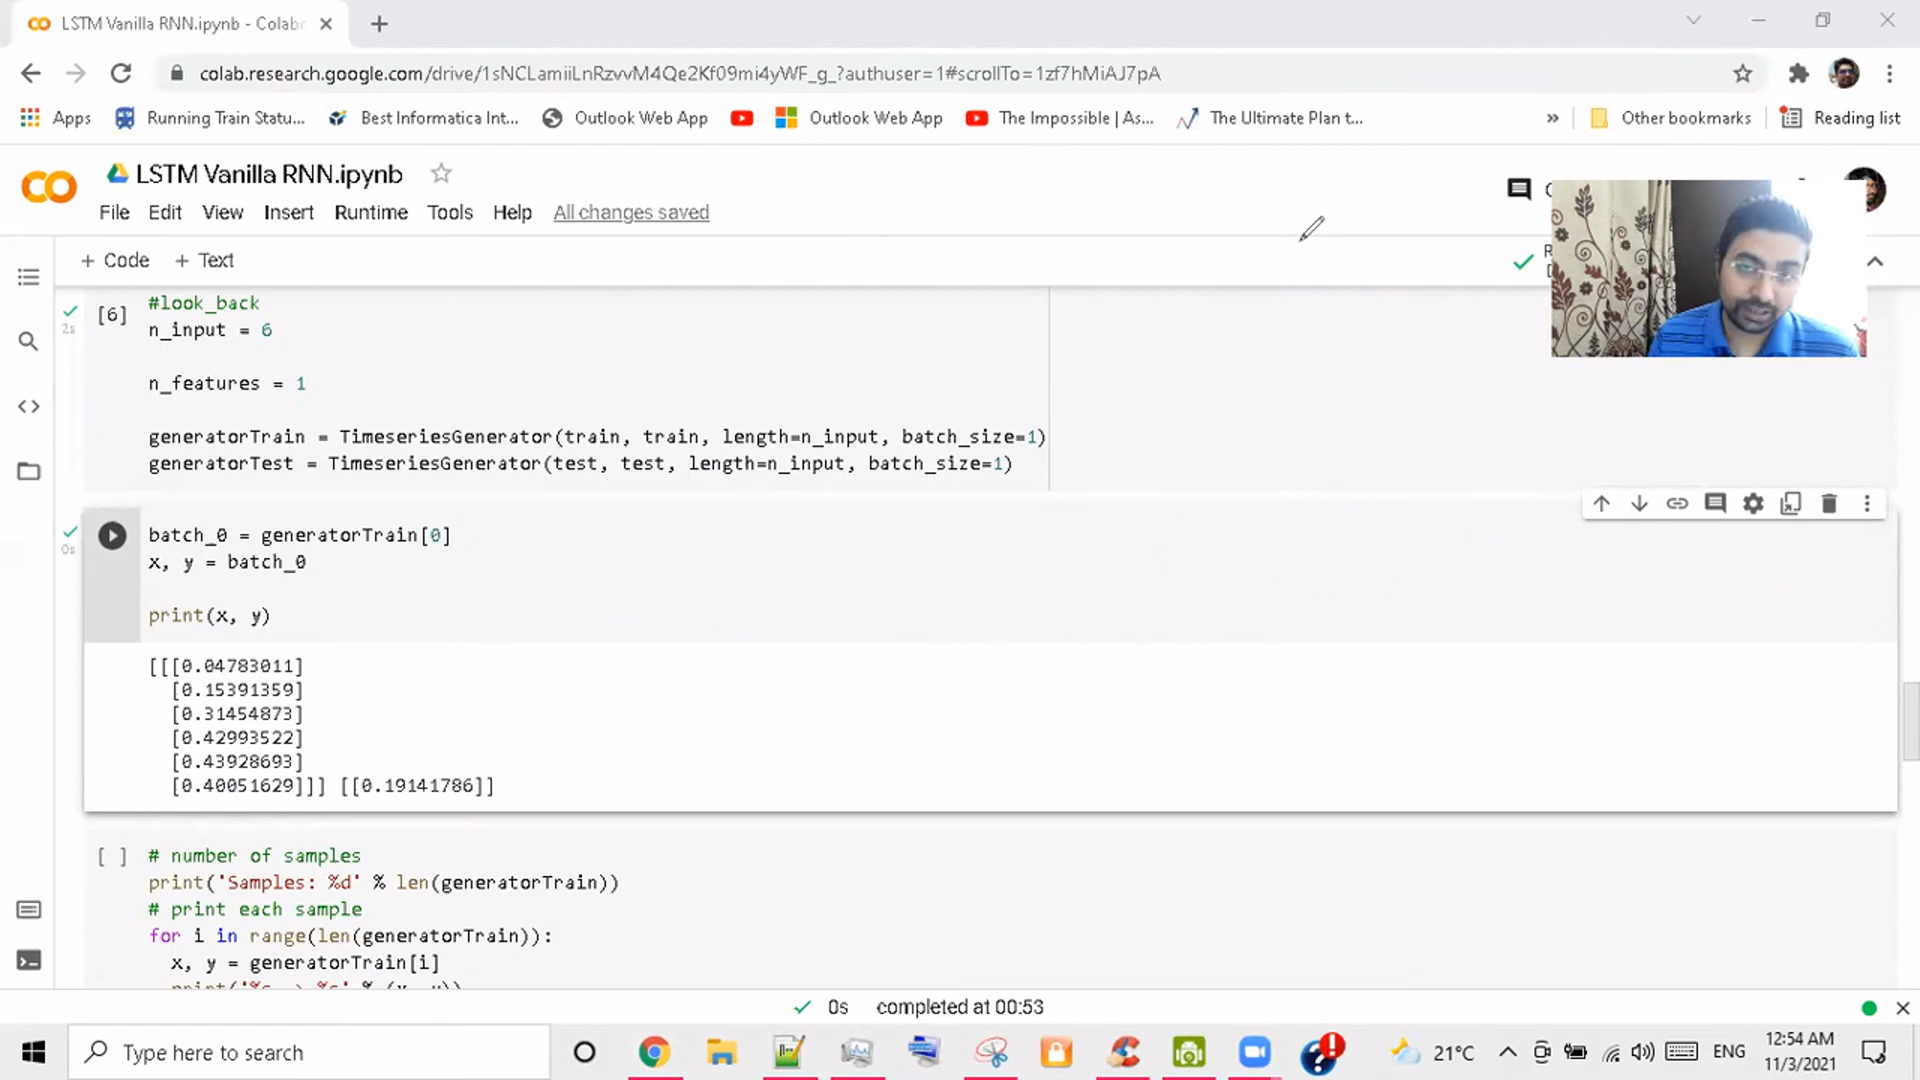 LSTM Vanilla RNN.ipynb - Colab
colab.research.google.com/drive/1sNCLamiiLnRzvvM4Qe2Kf09mi4yWF_g_?authuser=1#scrollTo=1zf7hMiAJ7pA
Apps
Running Train Statu...
Best Informatica Int...
Outlook Web App
Outlook Web App
The Impossible | As...
The Ultimate Plan t...
»
Other bookmarks
Reading list
LSTM Vanilla RNN.ipynb
File Edit View Insert Runtime Tools Help All changes saved
+ Code + Text
[6]
2s
#look_back
n_input = 6
n_features = 1
generatorTrain = TimeseriesGenerator(train, train, length=n_input, batch_size=1)
generatorTest = TimeseriesGenerator(test, test, length=n_input, batch_size=1)
0s
batch_0 = generatorTrain[0]
x, y = batch_0
print(x, y)
[[[0.04783011]
[0.15391359]
[0.31454873]
[0.42993522]
[0.43928693]
[0.40051629]]] [[0.19141786]]
[ ]
# number of samples
print('Samples: %d' % len(generatorTrain))
# print each sample
for i in range(len(generatorTrain)):
x, y = generatorTrain[i]
print('%s => %s' % (x, y))
0s completed at 00:53
Type here to search
21°C
ENG
12:54 AM
11/3/2021